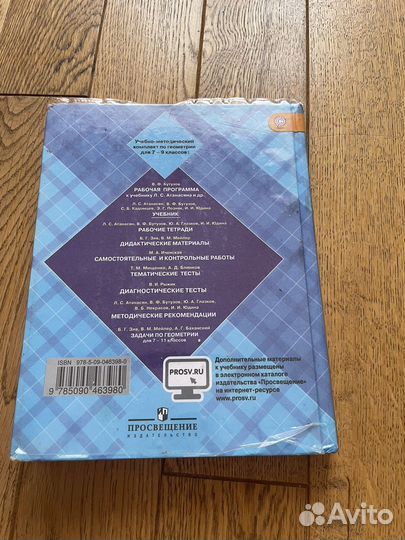 Учебно-методический
комплект по геометрии
для 7 – 9 классов:
В. Ф. Бутузов
РАБОЧАЯ ПРОГРАММА
к учебнику Л. С. Атанасяна и др.
Л. С. Атанасян, В. Ф. Бутузов,
С. Б. Кадомцев, Э. Г. Позняк, И. И. Юдина
УЧЕБНИК
Л. С. Атанасян, В. Ф. Бутузов, Ю. А. Глазков, И. И. Юдина
РАБОЧИЕ ТЕТРАДИ
Б. Г. Зив, В. М. Мейлер
ДИДАКТИЧЕСКИЕ МАТЕРИАЛЫ
М. А. Иченская
САМОСТОЯТЕЛЬНЫЕ И КОНТРОЛЬНЫЕ РАБОТЫ
Т. М. Мищенко, А. Д. Блинков
ТЕМАТИЧЕСКИЕ ТЕСТЫ
В. И. Рыжик
ДИАГНОСТИЧЕСКИЕ ТЕСТЫ
Л. С. Атанасян, В. Ф. Бутузов, Ю. А. Глазков,
В. Б. Некрасов, И. И. Юдина
МЕТОДИЧЕСКИЕ РЕКОМЕНДАЦИИ
Б. Г. Зив, В. М. Мейлер, А. Г. Баханский
ЗАДАЧИ ПО ГЕОМЕТРИИ
для 7 – 11 классов
ISBN 978-5-09-046398-0
9 785090 463980
PROSV.RU
Дополнительные материалы
к учебнику размещены
в электронном каталоге
издательства «Просвещение»
на интернет-ресурсе
www.prosv.ru
ПРОСВЕЩЕНИЕ
ИЗДАТЕЛЬСТВО
Avito